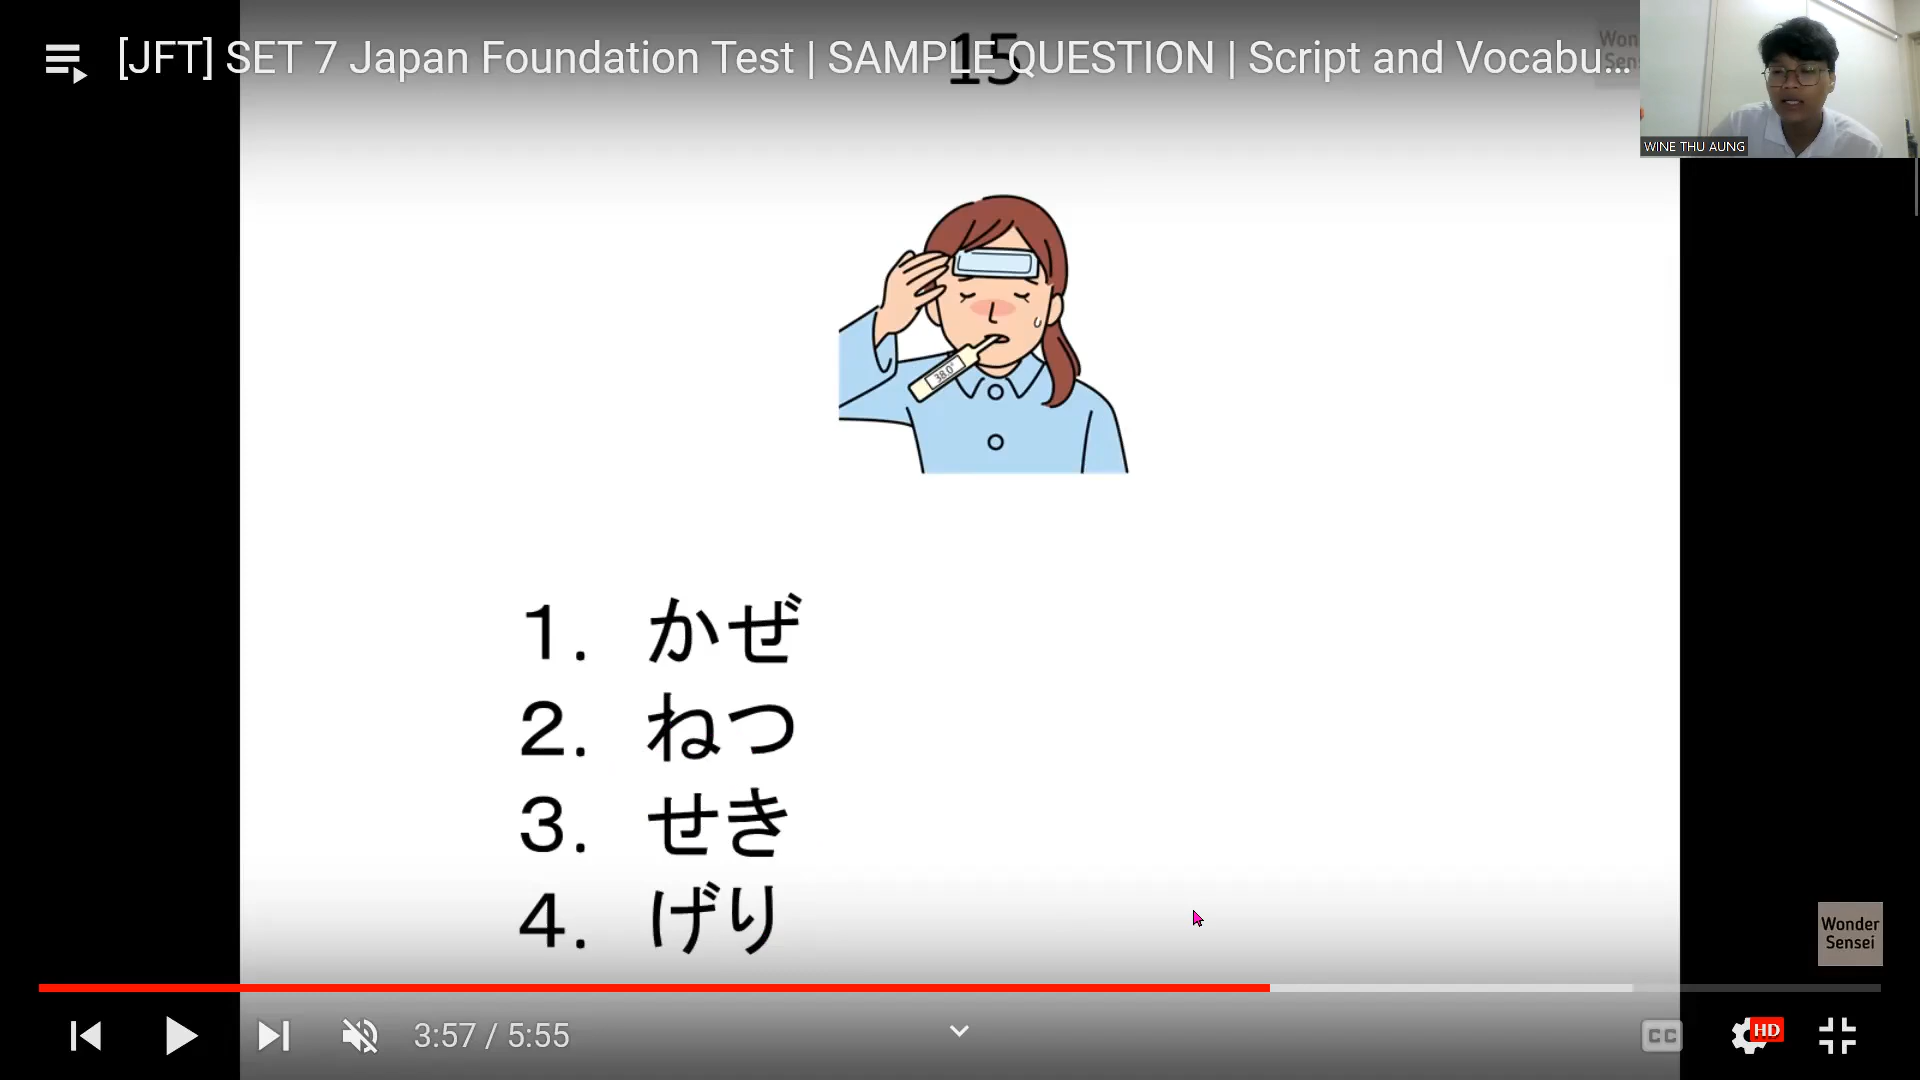 [JFT] SET 7 Japan Foundation Test | SAMPLE QUESTION | Script and Vocabu...
15
WINE THU AUNG
38.0°
1. かぜ
2. ねつ
3. せき
4. げり
Wonder
Sensei
3:57 / 5:55
CC
HD